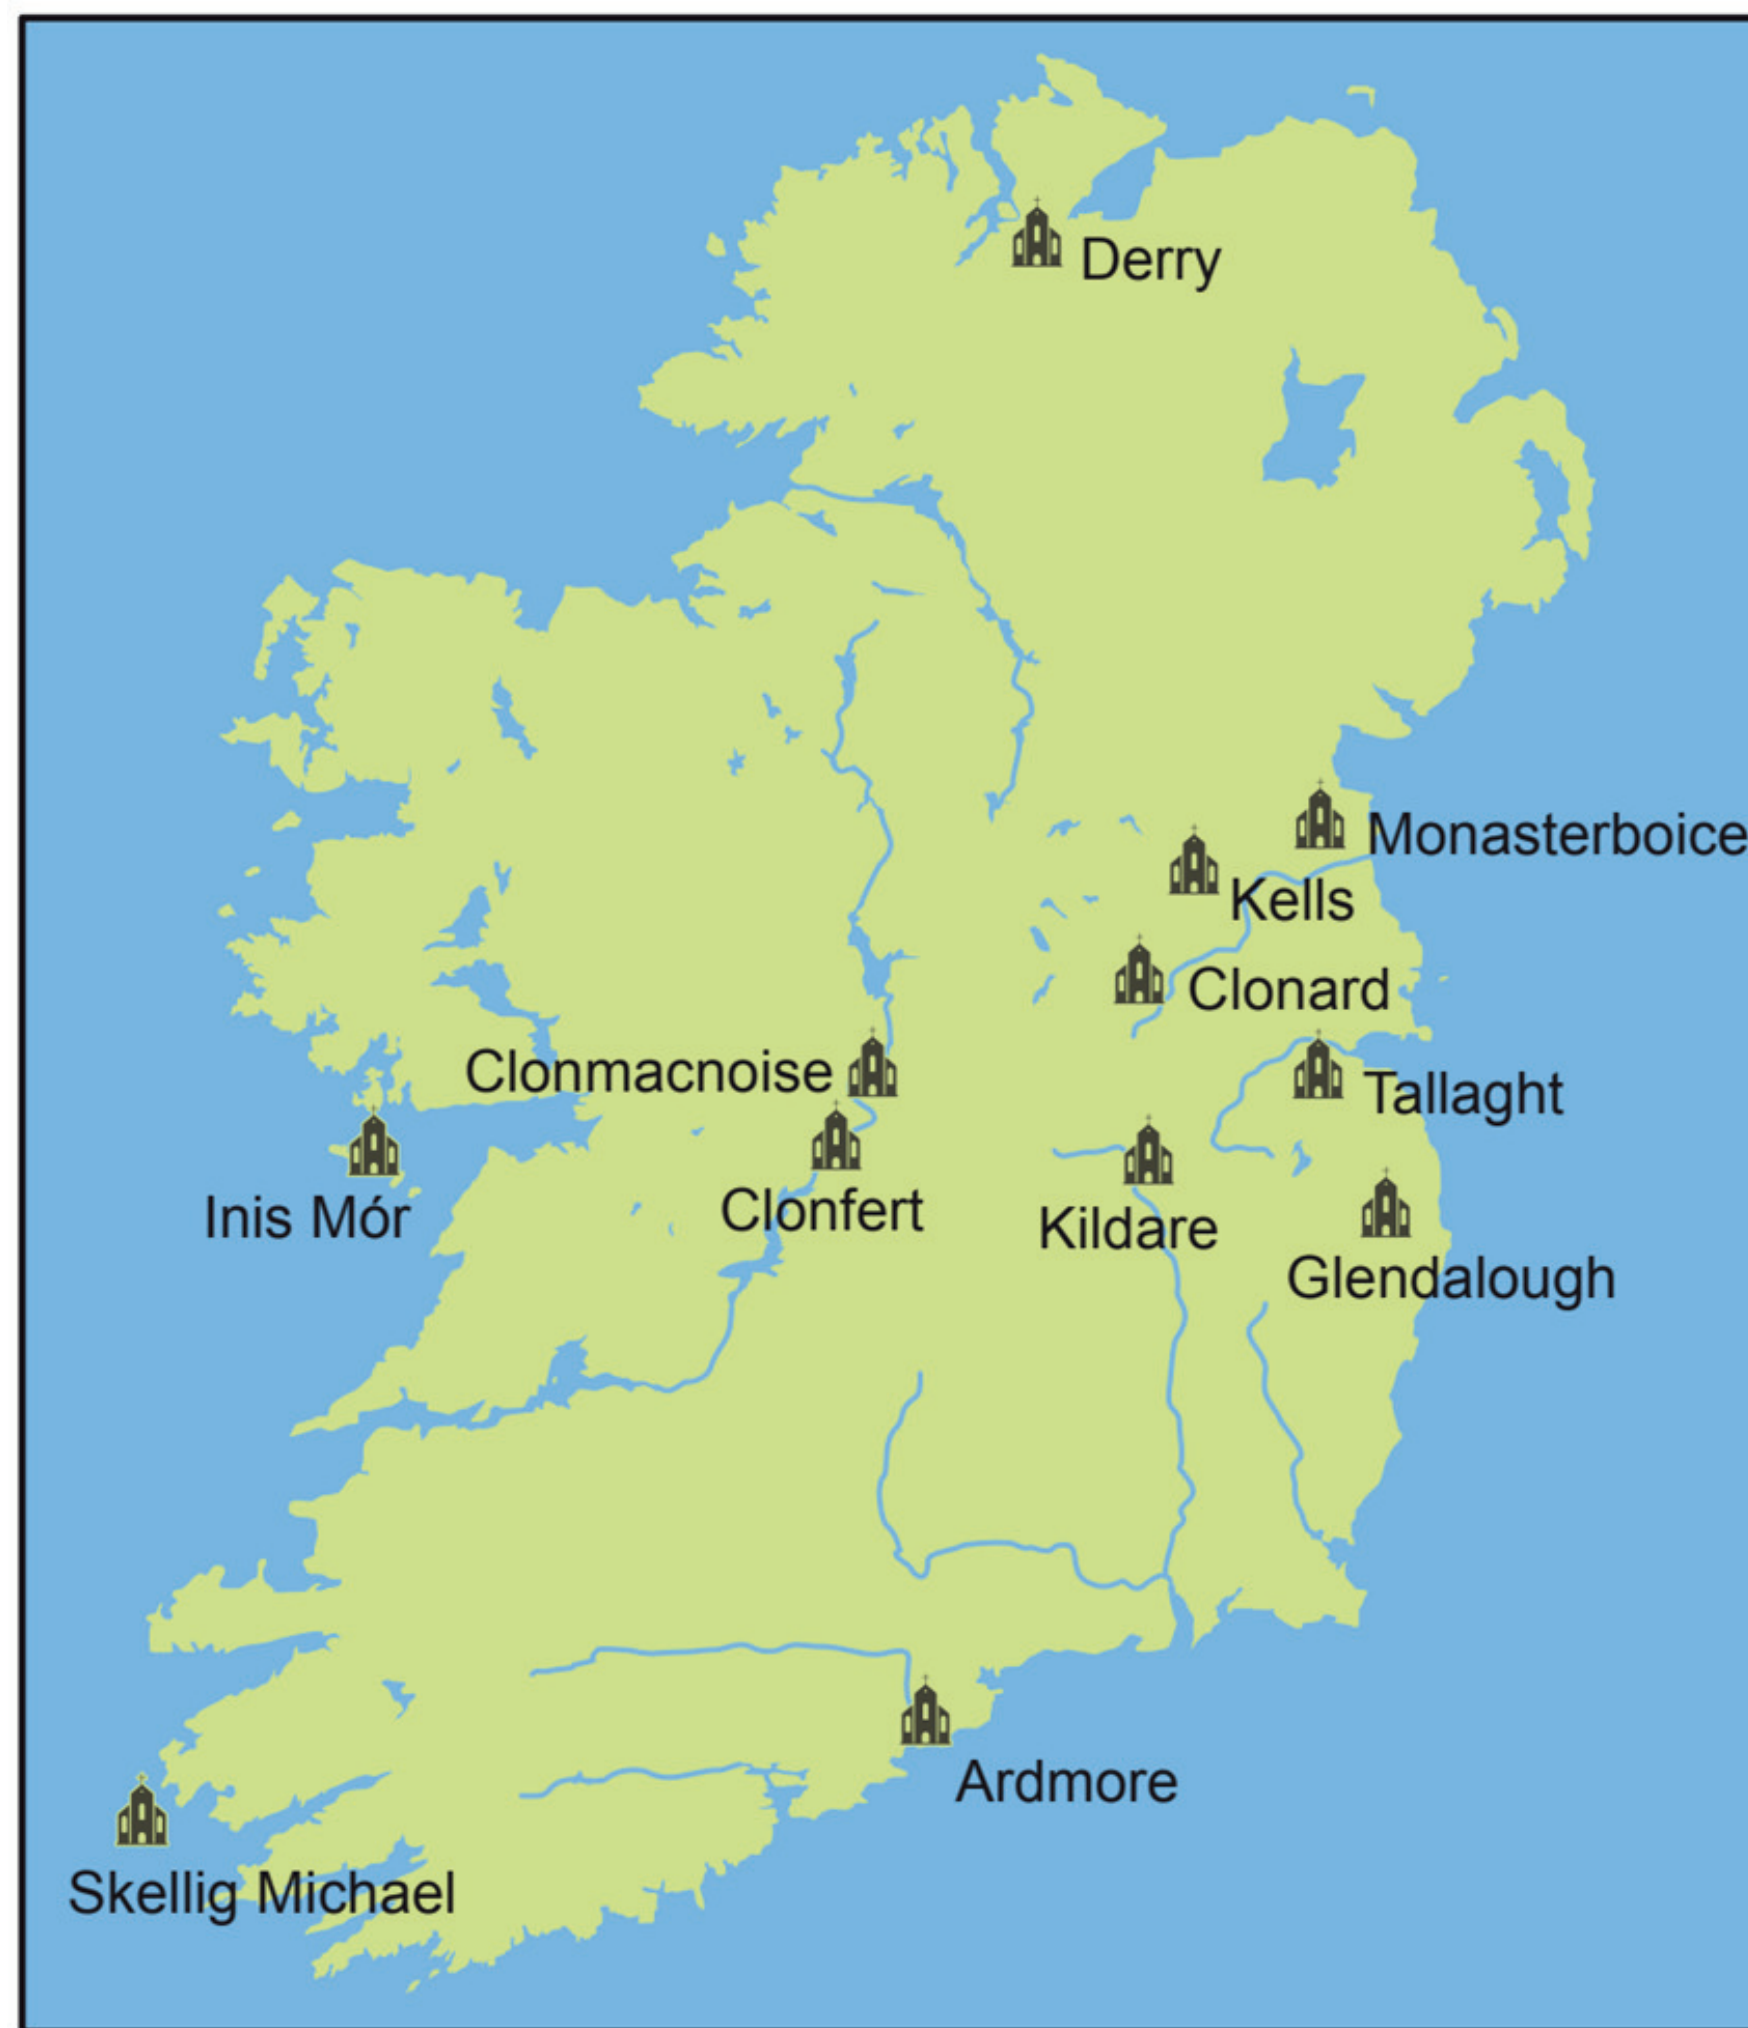 Derry
Monasterboice
Kells
Clonard
Clonmacnoise
Tallaght
Inis Mór
Clonfert
Kildare
Glendalough
Ardmore
Skellig Michael